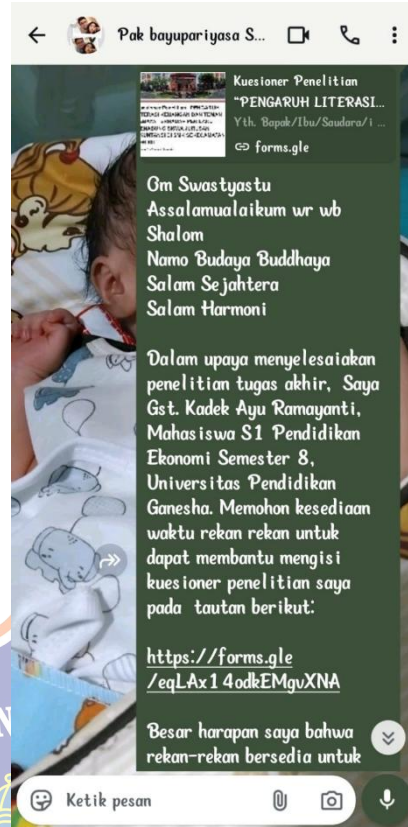 Pak bayupariyasa S...
Kuesioner Penelitian
"PENGARUH LITERASI...
Yth. Bapak/Ibu/Saudara/i ...
forms.gle
Om Swastyastu
Assalamualaikum wr wb
Shalom
Namo Budaya Buddhaya
Salam Sejahtera
Salam Harmoni
Dalam upaya menyelesaiakan
penelitian tugas akhir, Saya
Gst. Kadek Ayu Ramayanti,
Mahasiswa S1 Pendidikan
Ekonomi Semester 8,
Universitas Pendidikan
Ganesha. Memohon kesediaan
waktu rekan rekan untuk
dapat membantu mengisi
kuesioner penelitian saya
pada tautan berikut:
https://forms.gle
/eqLAx14odkEMgvXNA
Besar harapan saya bahwa
rekan-rekan bersedia untuk
Ketik pesan